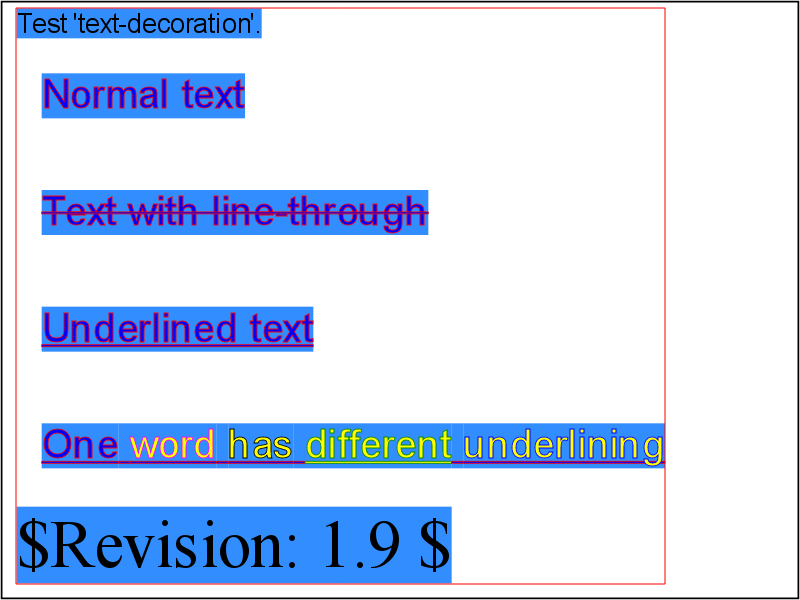 Test 'text-decoration'.
Normal text
Text with line-through
Underlined text
One word has different underlining
$Revision: 1.9 $